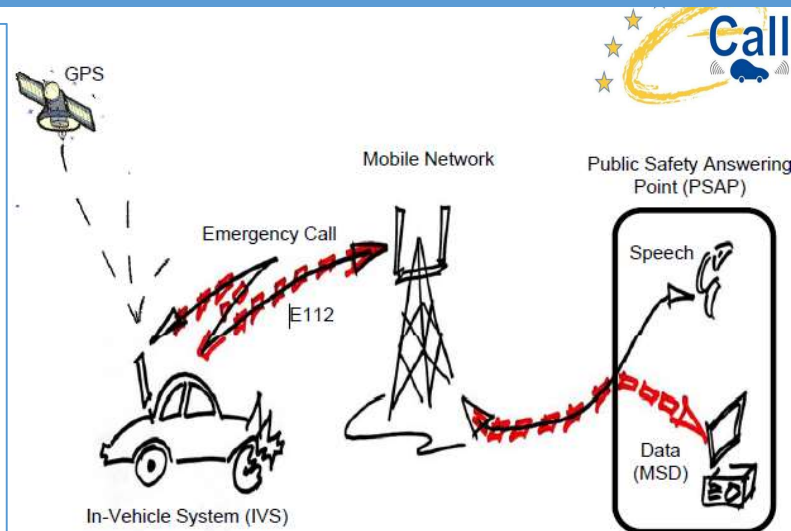 Call
GPS
Mobile Network
Public Safety Answering
Point (PSAP)
Emergency Call
Speech
E112
Data
(MSD)
In-Vehicle System (IVS)